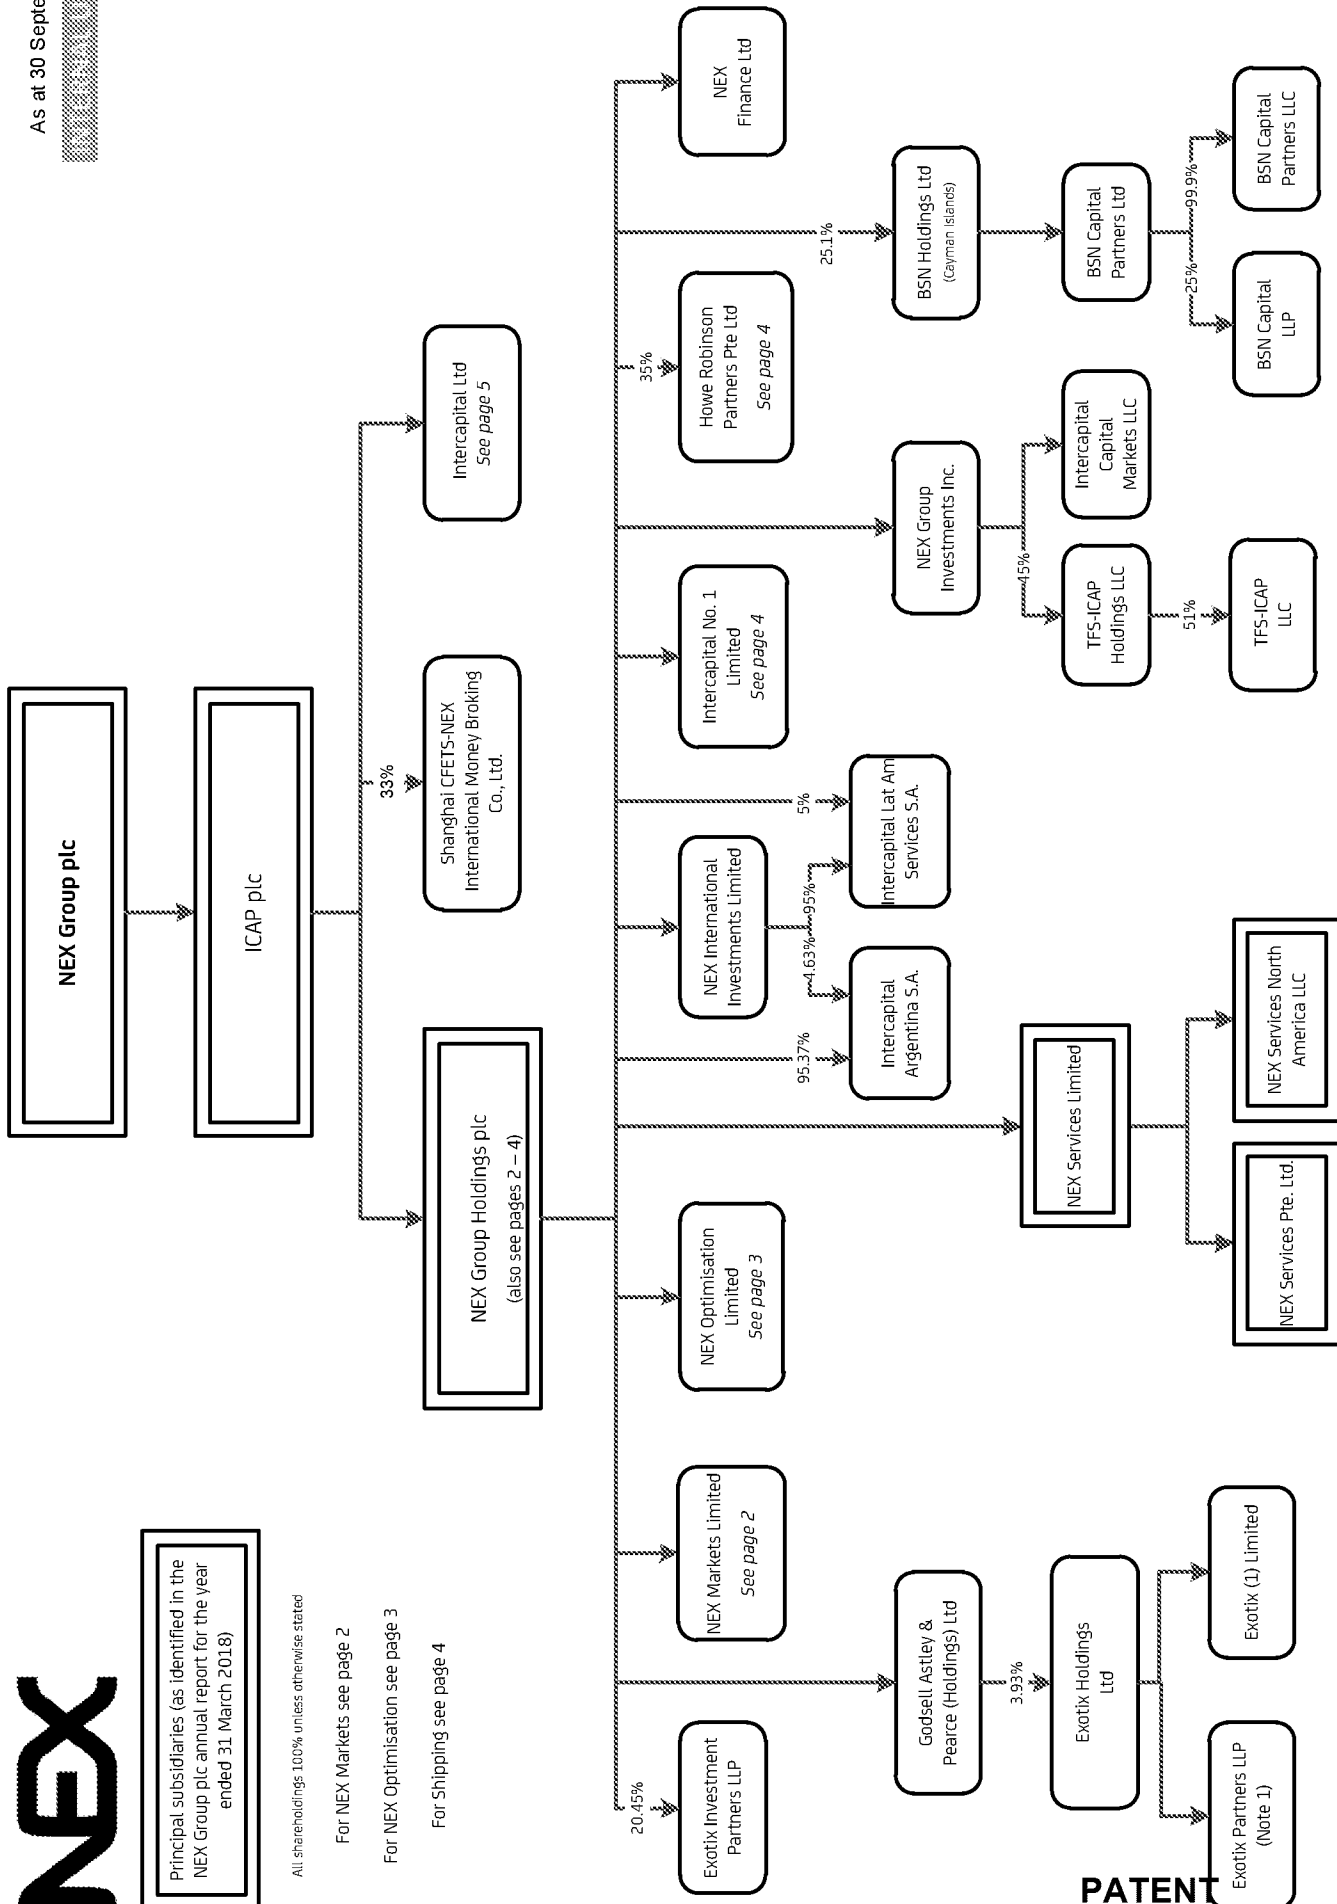 As at 30 Septe
NEX
Principal subsidiaries (as identified in the
NEX Group plc annual report for the year
ended 31 March 2018)
All shareholdings 100% unless otherwise stated
For NEX Markets see page 2
For NEX Optimisation see page 3
For Shipping see page 4
NEX Group plc
ICAP plc
33%
NEX Group Holdings plc
(also see pages 2 – 4)
Shanghai CFETS-NEX
International Money Broking
Co., Ltd.
Intercapital Ltd
See page 5
20.45%
Exotix Investment
Partners LLP
NEX Markets Limited
See page 2
NEX Optimisation
Limited
See page 3
NEX International
Investments Limited
Intercapital No. 1
Limited
See page 4
35%
Howe Robinson
Partners Pte Ltd
See page 4
NEX
Finance Ltd
95.37%
4.63%
95%
5%
25.1%
Godsell Astley &
Pearce (Holdings) Ltd
Intercapital
Argentina S.A.
Intercapital Lat Am
Services S.A.
NEX Group
Investments Inc.
BSN Holdings Ltd
(Cayman Islands)
3.93%
45%
Exotix Holdings
Ltd
NEX Services Limited
TFS-ICAP
Holdings LLC
Intercapital
Capital
Markets LLC
BSN Capital
Partners Ltd
51%
25%
99.9%
Exotix Partners LLP
(Note 1)
Exotix (1) Limited
NEX Services Pte. Ltd.
NEX Services North
America LLC
TFS-ICAP
LLC
BSN Capital
LLP
BSN Capital
Partners LLC
PATENT